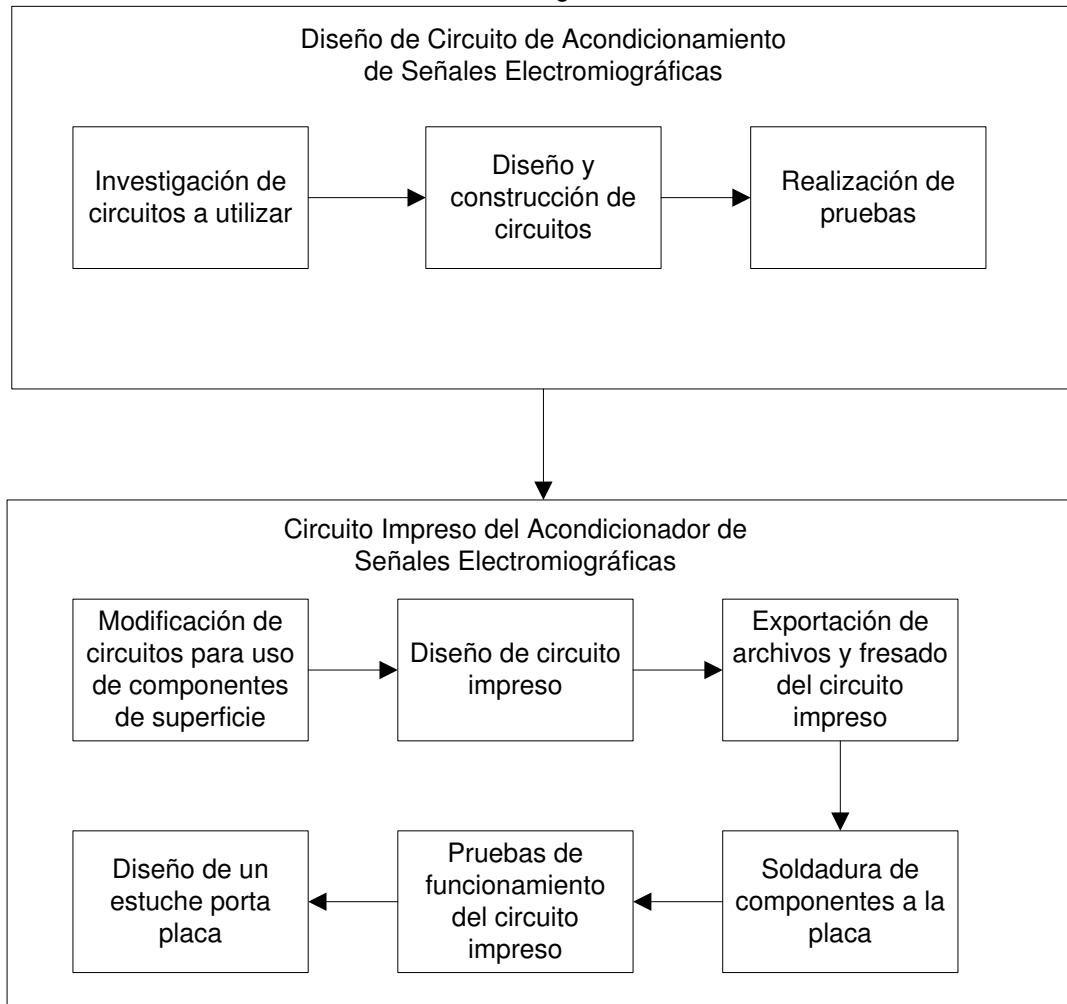 Diseño de Circuito de Acondicionamiento
de Señales Electromiográficas
Investigación de
circuitos a utilizar
Diseño y
construcción de
circuitos
Realización de
pruebas
Circuito Impreso del Acondicionador de
Señales Electromiográficas
Modificación de
circuitos para uso
de componentes
de superficie
Diseño de circuito
impreso
Exportación de
archivos y fresado
del circuito
impreso
Diseño de un
estuche porta
placa
Pruebas de
funcionamiento
del circuito
impreso
Soldadura de
componentes a la
placa